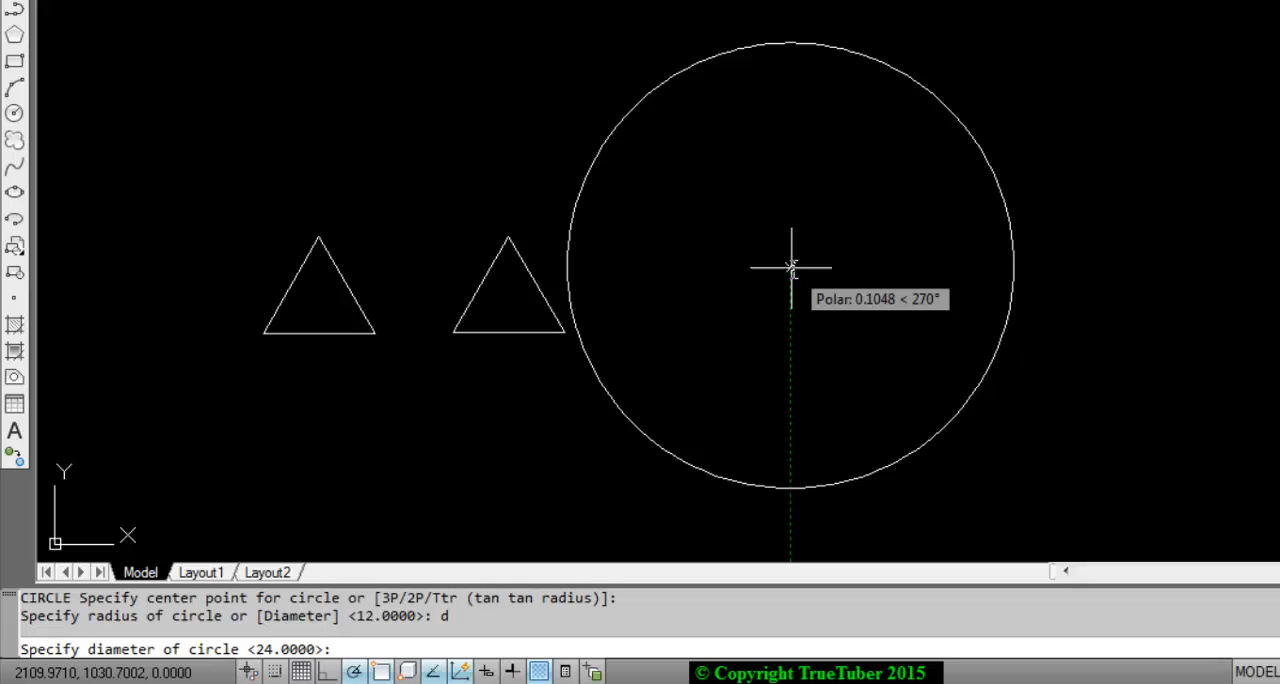 Polar: 0.1048 < 270°
Y
X
Model
Layout1
Layout2
CIRCLE Specify center point for circle or [3P/2P/Ttr (tan tan radius)]:
Specify radius of circle or [Diameter] <12.0000>: d
Specify diameter of circle <24.0000>:
2109.9710, 1030.7002, 0.0000
© Copyright TrueTuber 2015
MODEL
A